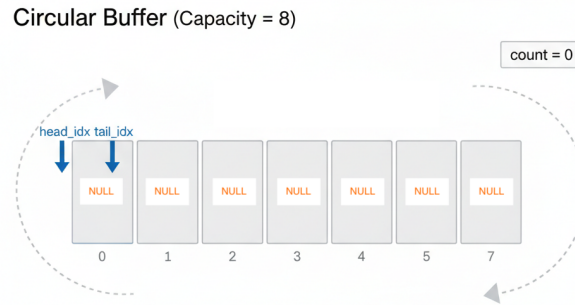 Circular Buffer (Capacity = 8)
count = 0
head_idx tail_idx
NULL NULL NULL NULL NULL NULL NULL
0 1 2 3 4 5 7